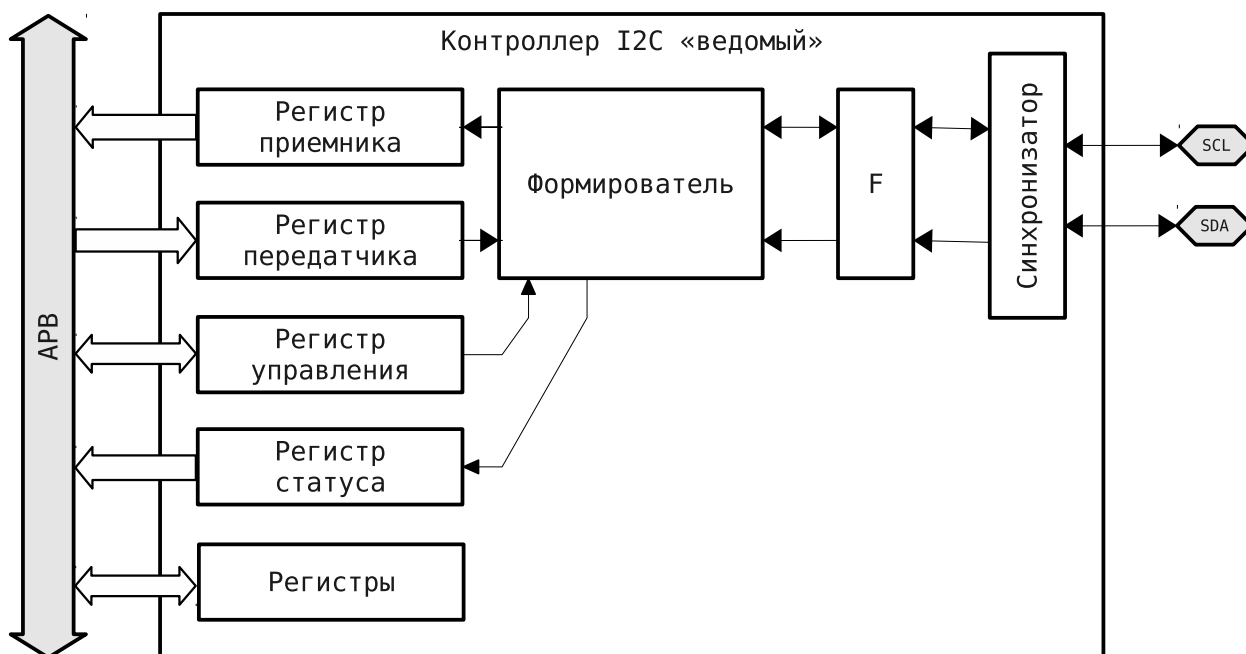 Контроллер I2C «ведомый»
Регистр
приемника
Регистр
передатчика
Регистр
управления
Регистр
статуса
Регистры
Формирователь
F
Синхронизатор
SCL
SDA
APB